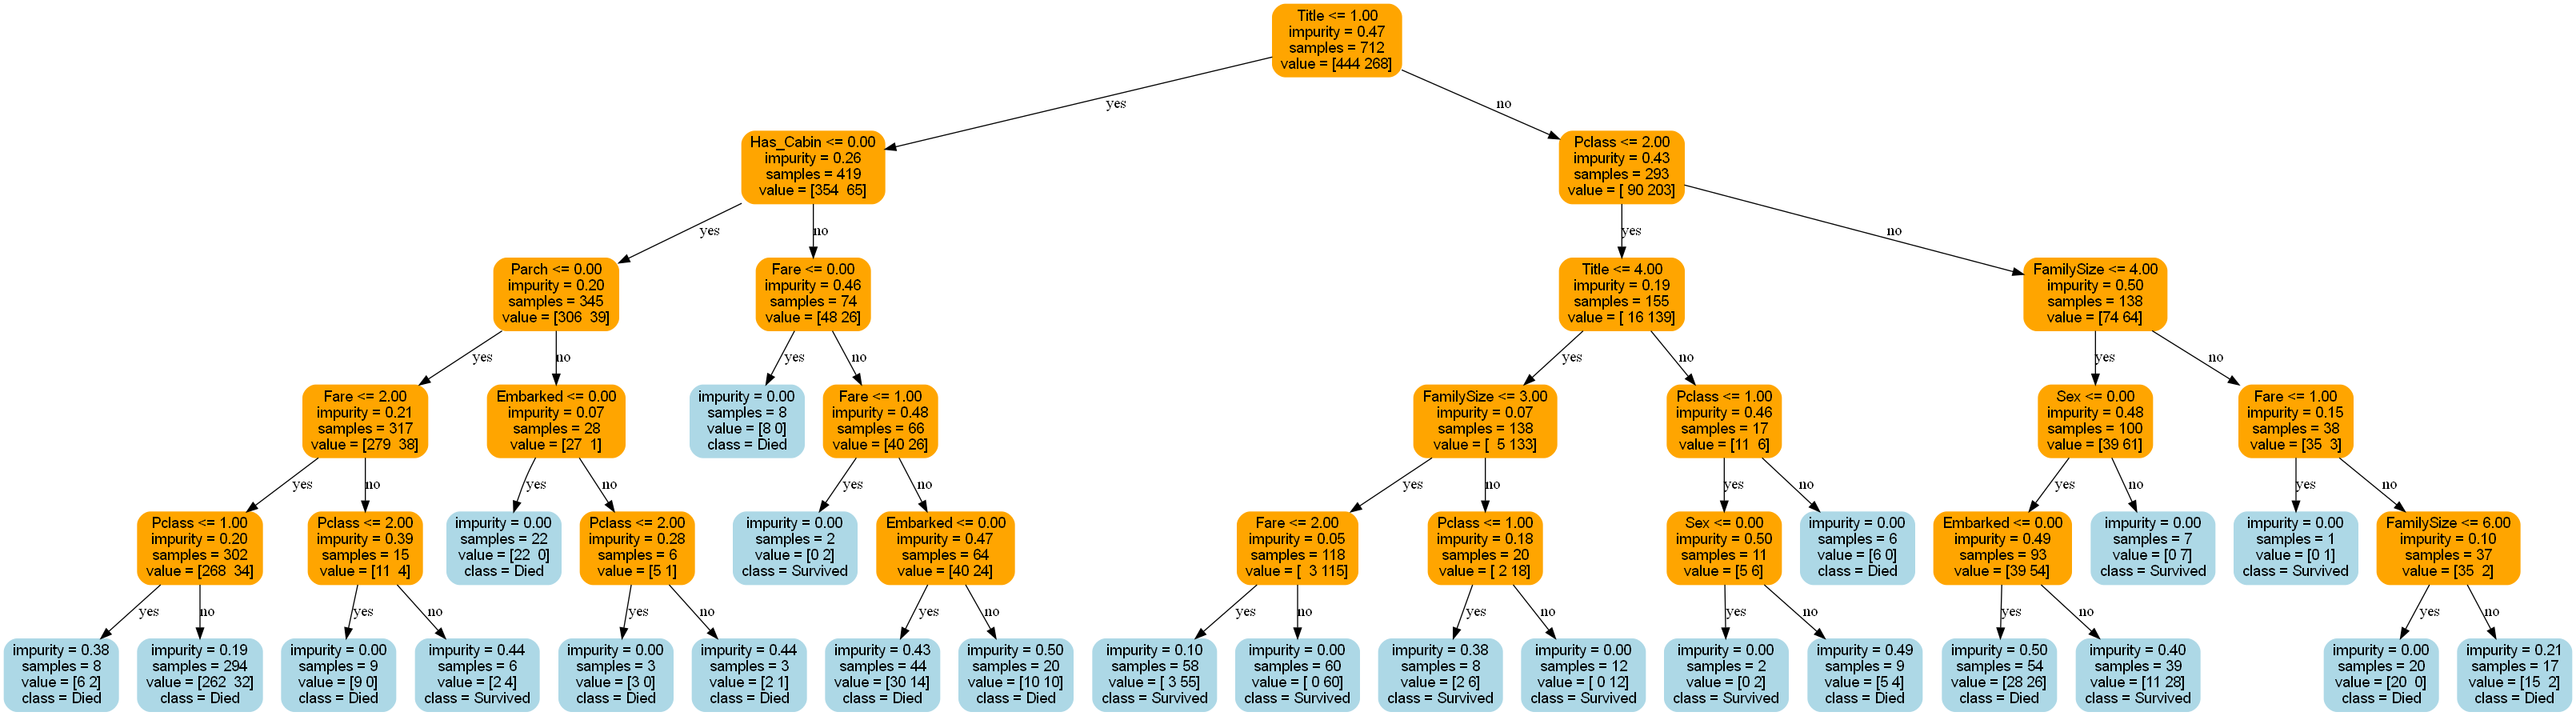 Title <= 1.00
impurity = 0.47
samples = 712
value = [444 268]
yes
no
Has_Cabin <= 0.00
impurity = 0.26
samples = 419
value = [354  65]
Pclass <= 2.00
impurity = 0.43
samples = 293
value = [ 90 203]
yes
no
yes
no
Parch <= 0.00
impurity = 0.20
samples = 345
value = [306  39]
Fare <= 0.00
impurity = 0.46
samples = 74
value = [48 26]
Title <= 4.00
impurity = 0.19
samples = 155
value = [ 16 139]
FamilySize <= 4.00
impurity = 0.50
samples = 138
value = [74 64]
yes
no
yes
no
yes
no
yes
no
Fare <= 2.00
impurity = 0.21
samples = 317
value = [279  38]
Embarked <= 0.00
impurity = 0.07
samples = 28
value = [27  1]
impurity = 0.00
samples = 8
value = [8 0]
class = Died
Fare <= 1.00
impurity = 0.48
samples = 66
value = [40 26]
FamilySize <= 3.00
impurity = 0.07
samples = 138
value = [  5 133]
Pclass <= 1.00
impurity = 0.46
samples = 17
value = [11  6]
Sex <= 0.00
impurity = 0.48
samples = 100
value = [39 61]
Fare <= 1.00
impurity = 0.15
samples = 38
value = [35  3]
yes
no
yes
no
yes
no
yes
no
yes
no
yes
no
yes
no
Pclass <= 1.00
impurity = 0.20
samples = 302
value = [268  34]
Pclass <= 2.00
impurity = 0.39
samples = 15
value = [11  4]
impurity = 0.00
samples = 22
value = [22  0]
class = Died
Pclass <= 2.00
impurity = 0.28
samples = 6
value = [5 1]
impurity = 0.00
samples = 2
value = [0 2]
class = Survived
Embarked <= 0.00
impurity = 0.47
samples = 64
value = [40 24]
Fare <= 2.00
impurity = 0.05
samples = 118
value = [  3 115]
Pclass <= 1.00
impurity = 0.18
samples = 20
value = [ 2 18]
Sex <= 0.00
impurity = 0.50
samples = 11
value = [5 6]
impurity = 0.00
samples = 6
value = [6 0]
class = Died
Embarked <= 0.00
impurity = 0.49
samples = 93
value = [39 54]
impurity = 0.00
samples = 7
value = [0 7]
class = Survived
impurity = 0.00
samples = 1
value = [0 1]
class = Survived
FamilySize <= 6.00
impurity = 0.10
samples = 37
value = [35  2]
yes
no
yes
no
yes
no
yes
no
yes
no
yes
no
yes
no
yes
no
yes
no
impurity = 0.38
samples = 8
value = [6 2]
class = Died
impurity = 0.19
samples = 294
value = [262  32]
class = Died
impurity = 0.00
samples = 9
value = [9 0]
class = Died
impurity = 0.44
samples = 6
value = [2 4]
class = Survived
impurity = 0.00
samples = 3
value = [3 0]
class = Died
impurity = 0.44
samples = 3
value = [2 1]
class = Died
impurity = 0.43
samples = 44
value = [30 14]
class = Died
impurity = 0.50
samples = 20
value = [10 10]
class = Died
impurity = 0.10
samples = 58
value = [ 3 55]
class = Survived
impurity = 0.00
samples = 60
value = [ 0 60]
class = Survived
impurity = 0.38
samples = 8
value = [2 6]
class = Survived
impurity = 0.00
samples = 12
value = [ 0 12]
class = Survived
impurity = 0.00
samples = 2
value = [0 2]
class = Survived
impurity = 0.49
samples = 9
value = [5 4]
class = Died
impurity = 0.50
samples = 54
value = [28 26]
class = Died
impurity = 0.40
samples = 39
value = [11 28]
class = Survived
impurity = 0.00
samples = 20
value = [20  0]
class = Died
impurity = 0.21
samples = 17
value = [15  2]
class = Died